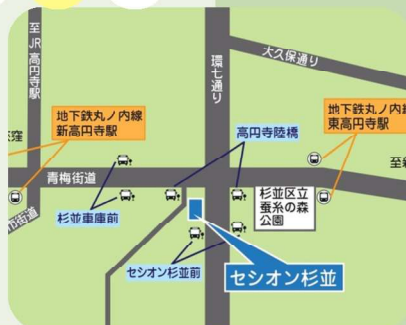 至JR高円寺駅
環七通り
大久保通り
地下鉄丸ノ内線
新高円寺駅
高円寺陸橋
地下鉄丸ノ内線
東高円寺駅
窪
青梅街道
杉並車庫前
杉並区立
蚕糸の森
公園
至
街道
セシオン杉並前
セシオン杉並